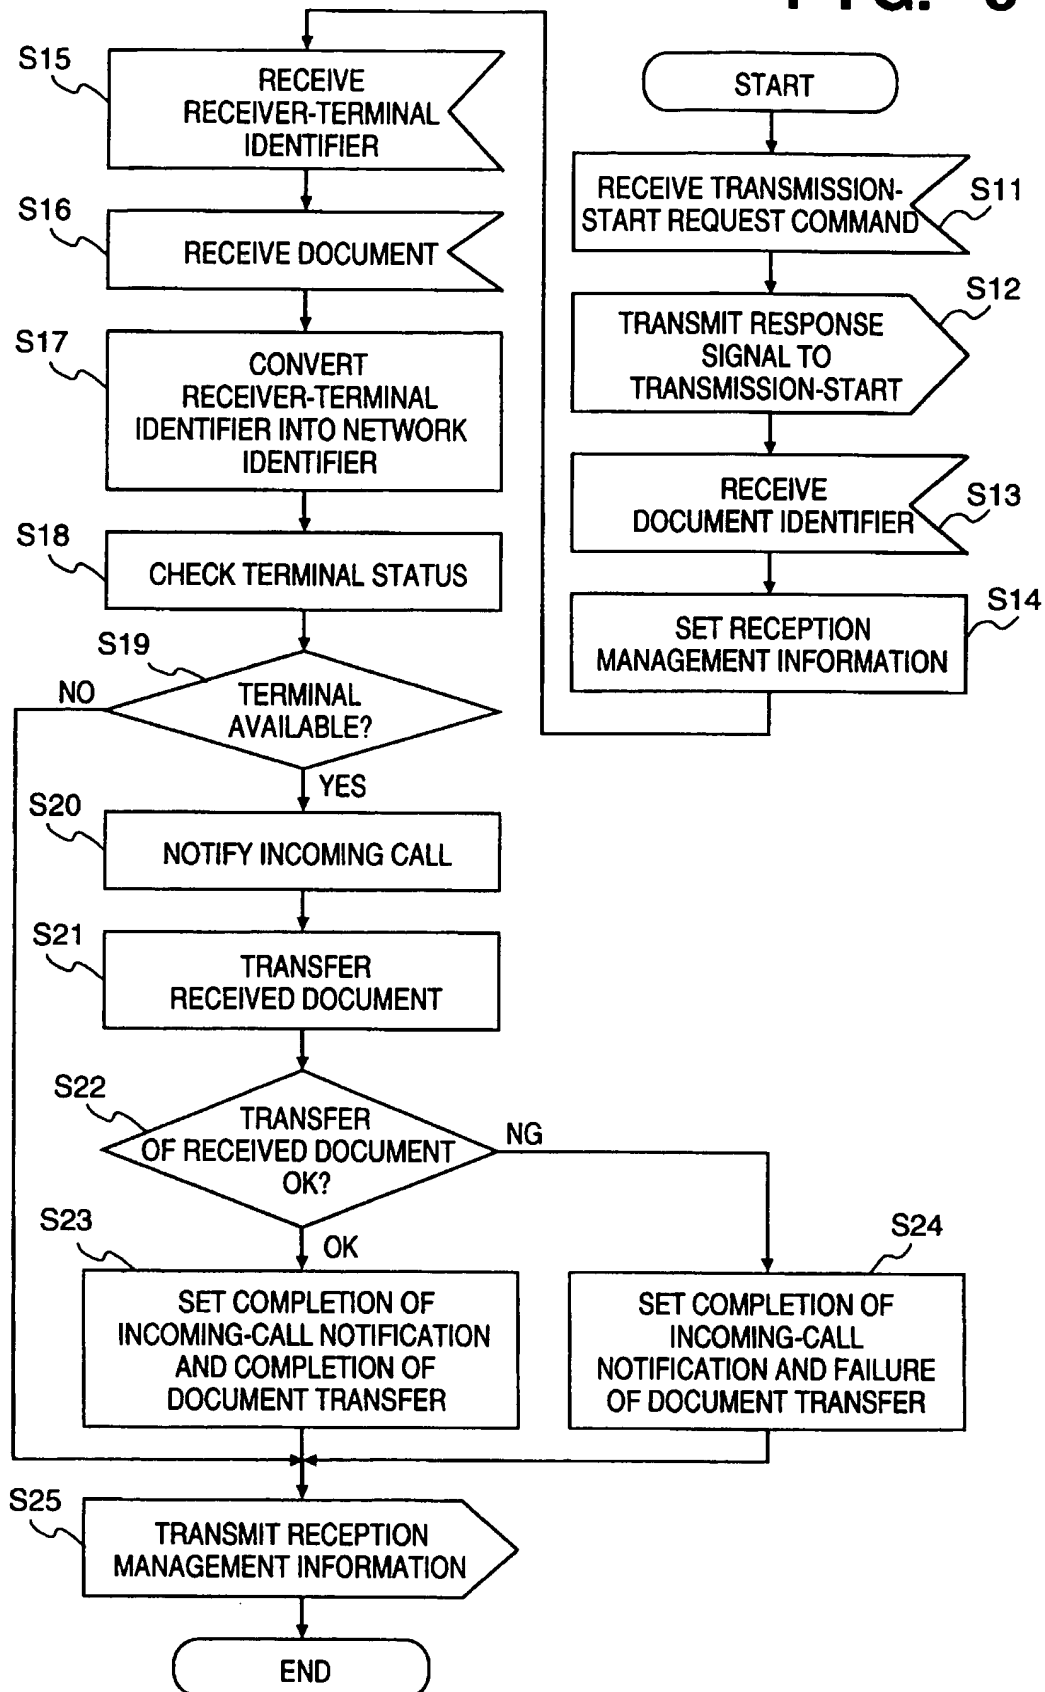 FIG.
START
S11
RECEIVE TRANSMISSION-
START REQUEST COMMAND
S12
TRANSMIT RESPONSE
SIGNAL TO
TRANSMISSION-START
S13
RECEIVE
DOCUMENT IDENTIFIER
S14
SET RECEPTION
MANAGEMENT INFORMATION
S15
RECEIVE
RECEIVER-TERMINAL
IDENTIFIER
S16
RECEIVE DOCUMENT
S17
CONVERT
RECEIVER-TERMINAL
IDENTIFIER INTO NETWORK
IDENTIFIER
S18
CHECK TERMINAL STATUS
S19
TERMINAL
AVAILABLE?
NO
YES
S20
NOTIFY INCOMING CALL
S21
TRANSFER
RECEIVED DOCUMENT
S22
TRANSFER
OF RECEIVED DOCUMENT
OK?
NG
OK
S23
SET COMPLETION OF
INCOMING-CALL NOTIFICATION
AND COMPLETION OF
DOCUMENT TRANSFER
S24
SET COMPLETION OF
INCOMING-CALL
NOTIFICATION AND FAILURE
OF DOCUMENT TRANSFER
S25
TRANSMIT RECEPTION
MANAGEMENT INFORMATION
END